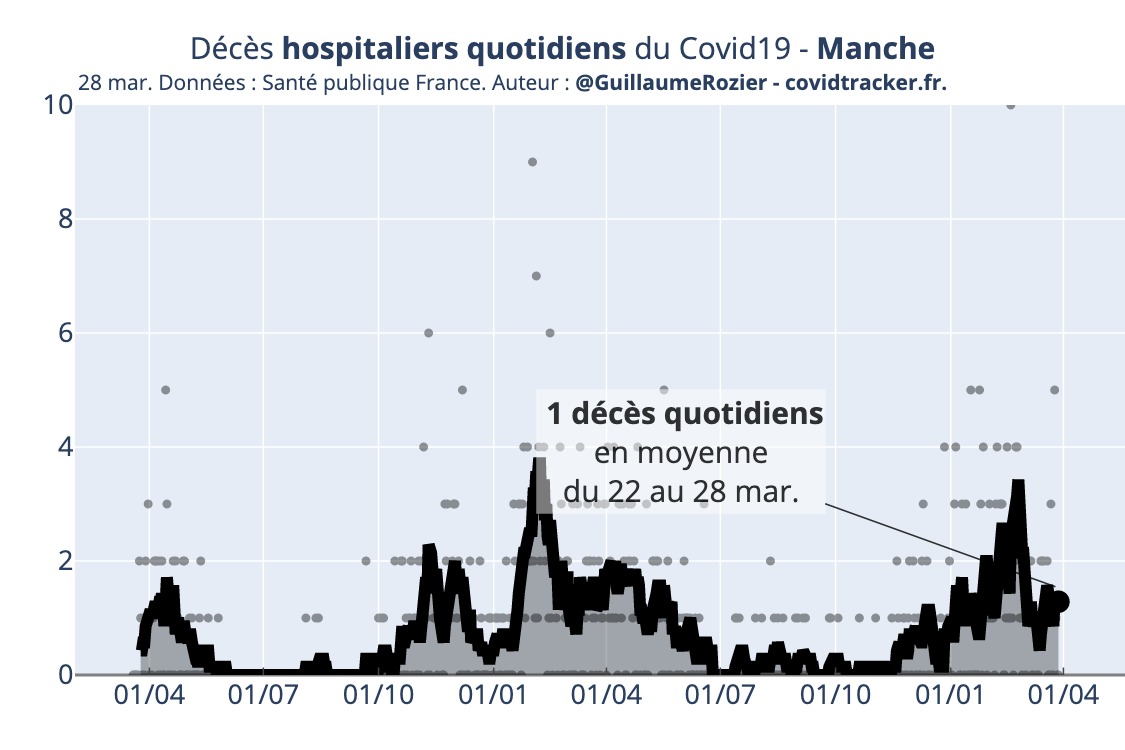 Décès hospitaliers quotidiens du Covid19 - Manche
28 mar. Données : Santé publique France. Auteur : @GuillaumeRozier - covidtracker.fr.
10
8
6
4
2
0
1 décès quotidiens
en moyenne
du 22 au 28 mar.
01/04 01/07 01/10 01/01 01/04 01/07 01/10 01/01 01/04